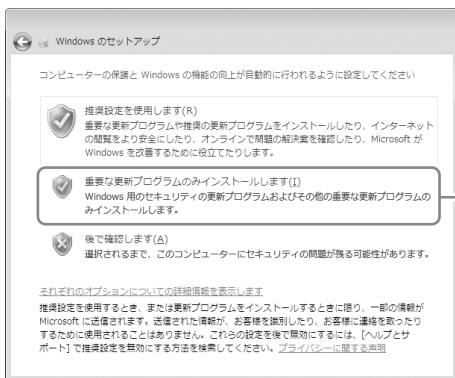 Windows のセットアップ
コンピューターの保護と Windows の機能の向上が自動的に行われるように設定してください
推奨設定を使用します(R)
重要な更新プログラムや推奨の更新プログラムをインストールしたり、インターネット
の閲覧をより安全にしたり、オンラインで問題の解決策を確認したり、Microsoft が
Windows を改善するために役立てたりします。
重要な更新プログラムのみインストールします(I)
Windows 用のセキュリティの更新プログラムおよびその他の重要な更新プログラムの
みインストールします。
後で確認します(A)
選択されるまで、このコンピューターにセキュリティの問題が残る可能性があります。
それぞれのオプションについての詳細情報を表示します
推奨設定を使用するとき、または更新プログラムをインストールするときに限り、一部の情報が
Microsoft に送信されます。送信された情報が、お客様を識別したり、お客様に連絡を取ったり
するために使用されることはありません。これらの設定を後で無効にするには、[ヘルプとサ
ポート] で推奨設定を無効にする方法を検索してください。プライバシーに関する声明